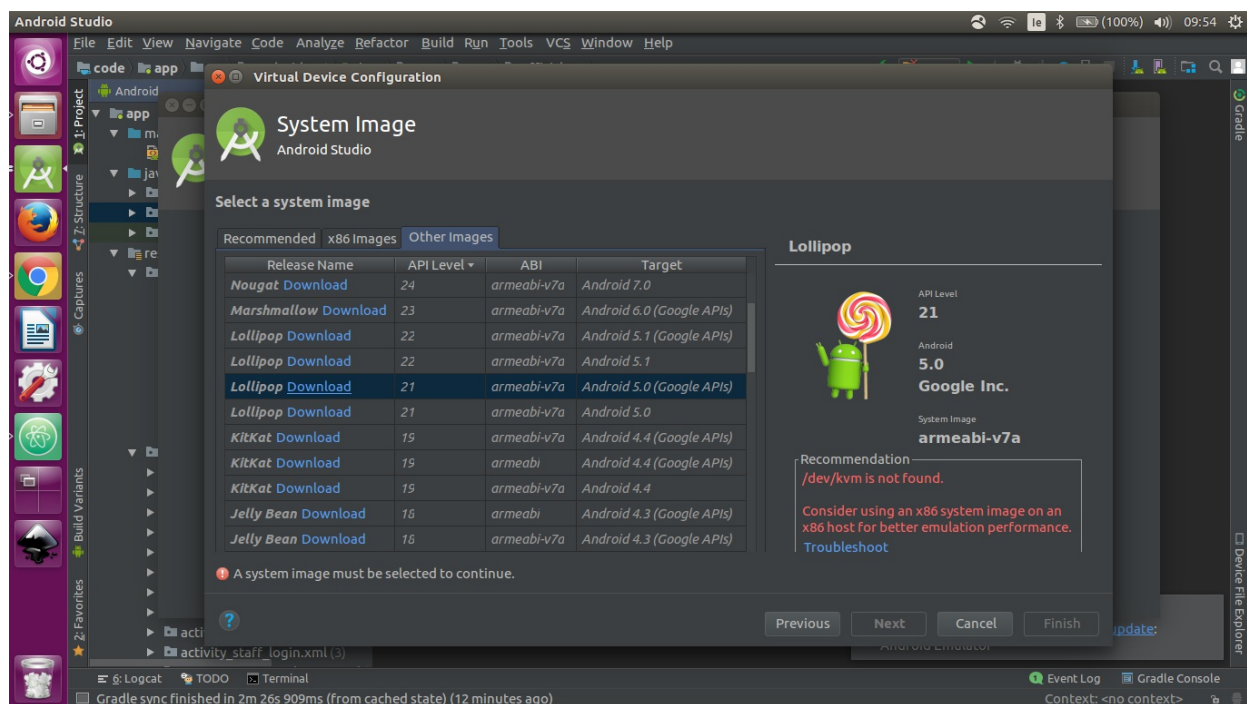 Android Studio
le
(100%)
09:54
File Edit View Navigate Code Analyze Refactor Build Run Tools VCS Window Help
code app
Virtual Device Configuration
Android
1: Project
app
System Image
Android Studio
Gradle
Z: Structure
Select a system image
Recommended x86 Images Other Images
Lollipop
Release Name API Level ABI Target
Nougat Download 24 armeabi-v7a Android 7.0
Marshmallow Download 23 armeabi-v7a Android 6.0 (Google APIs)
Lollipop Download 22 armeabi-v7a Android 5.1 (Google APIs)
Lollipop Download 22 armeabi-v7a Android 5.1
Lollipop Download 21 armeabi-v7a Android 5.0 (Google APIs)
Lollipop Download 21 armeabi-v7a Android 5.0
KitKat Download 19 armeabi-v7a Android 4.4 (Google APIs)
KitKat Download 19 armeabi Android 4.4 (Google APIs)
KitKat Download 19 armeabi-v7a Android 4.4
Jelly Bean Download 18 armeabi Android 4.3 (Google APIs)
Jelly Bean Download 18 armeabi-v7a Android 4.3 (Google APIs)
API Level
21
Android
5.0
Google Inc.
System Image
armeabi-v7a
Recommendation
/dev/kvm is not found.
Consider using an x86 system image on an
x86 host for better emulation performance.
Troubleshoot
Captures
Build Variants
2: Favorites
Device File Explorer
A system image must be selected to continue.
? Previous Next Cancel Finish
update:
Android Emulator
acti
activity_staff_login.xml (3)
6: Logcat TODO Terminal
Event Log Gradle Console
Gradle sync finished in 2m 26s 909ms (from cached state) (12 minutes ago)
Context: <no context>